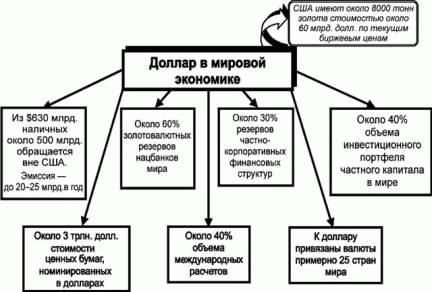 США имеют около 8000 тонн
золота стоимостью около
60 млрд. долл. по текущим
биржевым ценам
Доллар в мировой
экономике
Из $630 млрд.
наличных
около 500 млрд.
обращается
вне США.
Эмиссия —
до 20–25 млрд.в год
Около 60%
золотовалютных
резервов
нацбанков
мира
Около 30%
резервов
частно-
корпоративных
финансовых
структур
Около 40%
объема
инвестиционного
портфеля
частного капитала
в мире
Около 3 трлн. долл.
стоимости
ценных бумаг,
номинированных
в долларах
Около 40%
объема
международных
расчетов
К доллару
привязаны валюты
примерно 25 стран
мира